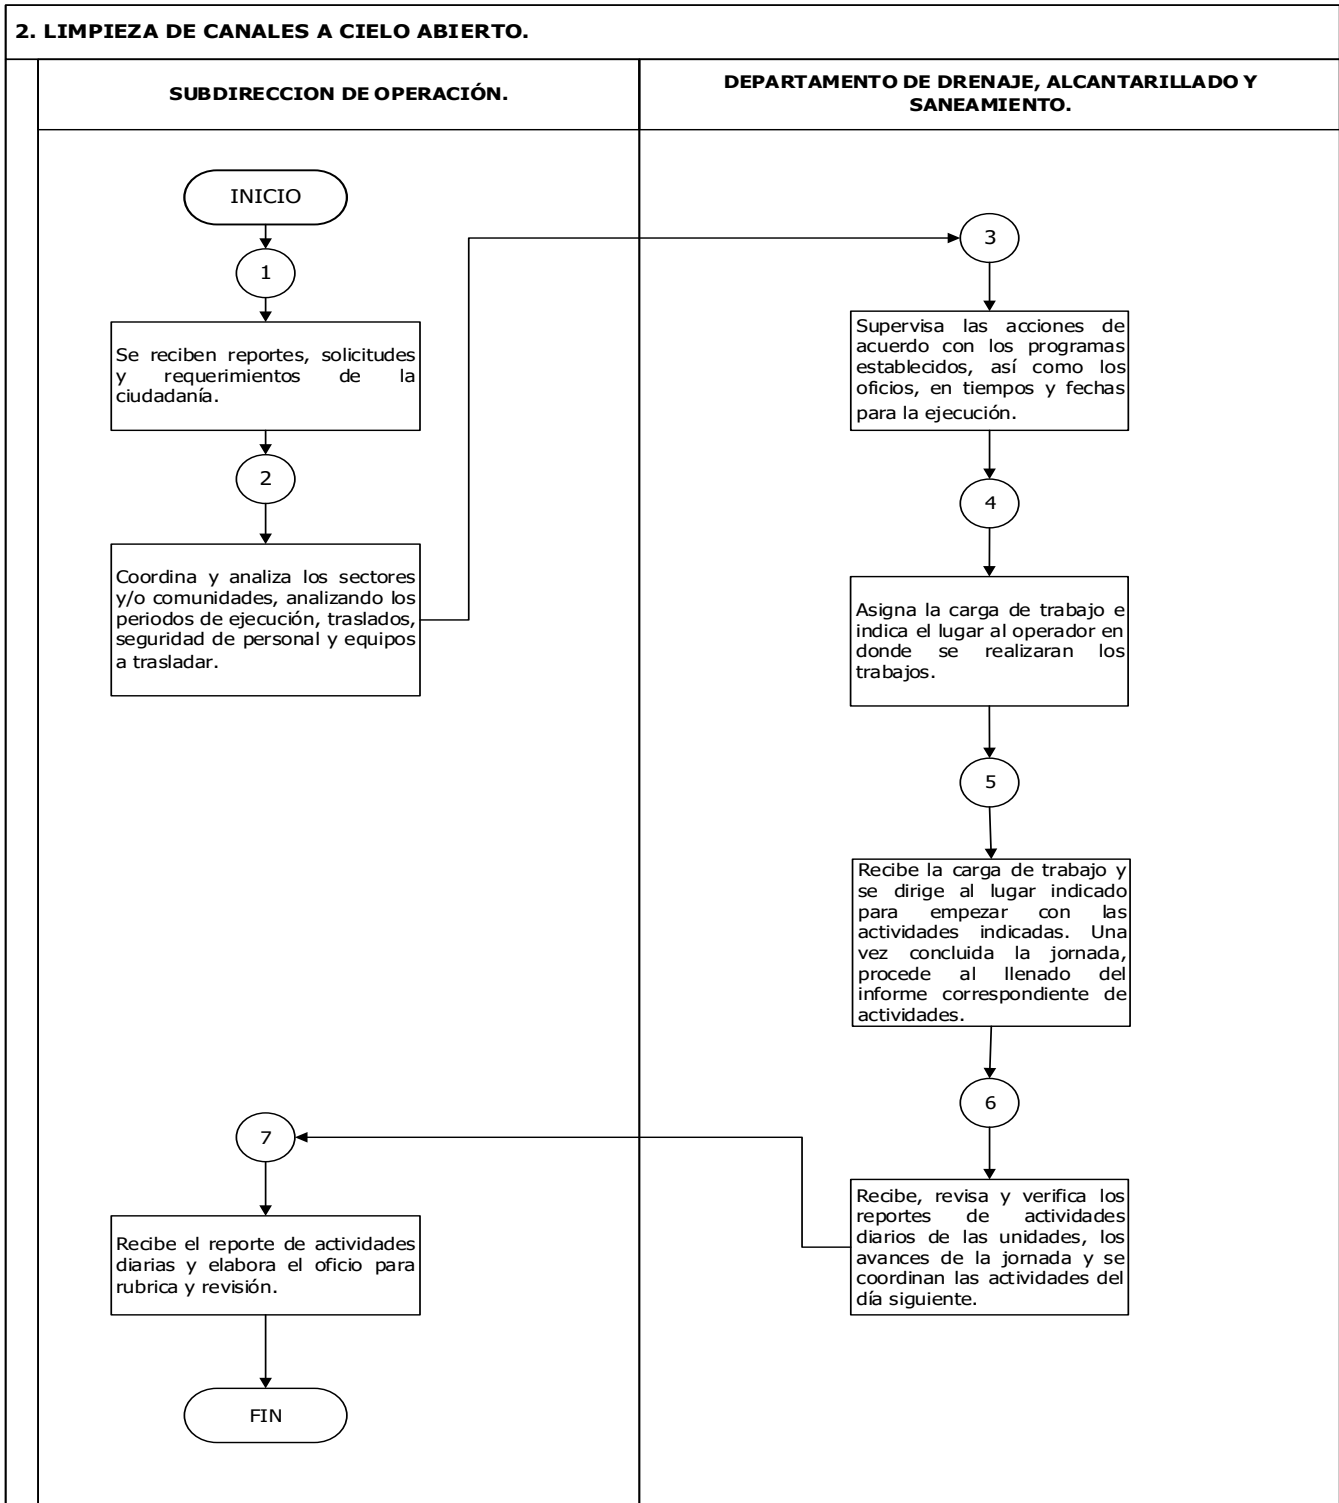 2. LIMPIEZA DE CANALES A CIELO ABIERTO.
SUBDIRECCION DE OPERACIÓN.
DEPARTAMENTO DE DRENAJE, ALCANTARILLADO Y
SANEAMIENTO.
INICIO
1
Se reciben reportes, solicitudes
y requerimientos de la
ciudadanía.
2
Coordina y analiza los sectores
y/o comunidades, analizando los
periodos de ejecución, traslados,
seguridad de personal y equipos
a trasladar.
3
Supervisa las acciones de
acuerdo con los programas
establecidos, así como los
oficios, en tiempos y fechas
para la ejecución.
4
Asigna la carga de trabajo e
indica el lugar al operador en
donde se realizaran los
trabajos.
5
Recibe la carga de trabajo y
se dirige al lugar indicado
para empezar con las
actividades indicadas. Una
vez concluida la jornada,
procede al llenado del
informe correspondiente de
actividades.
6
Recibe, revisa y verifica los
reportes de actividades
diarios de las unidades, los
avances de la jornada y se
coordinan las actividades del
día siguiente.
7
Recibe el reporte de actividades
diarias y elabora el oficio para
rubrica y revisión.
FIN